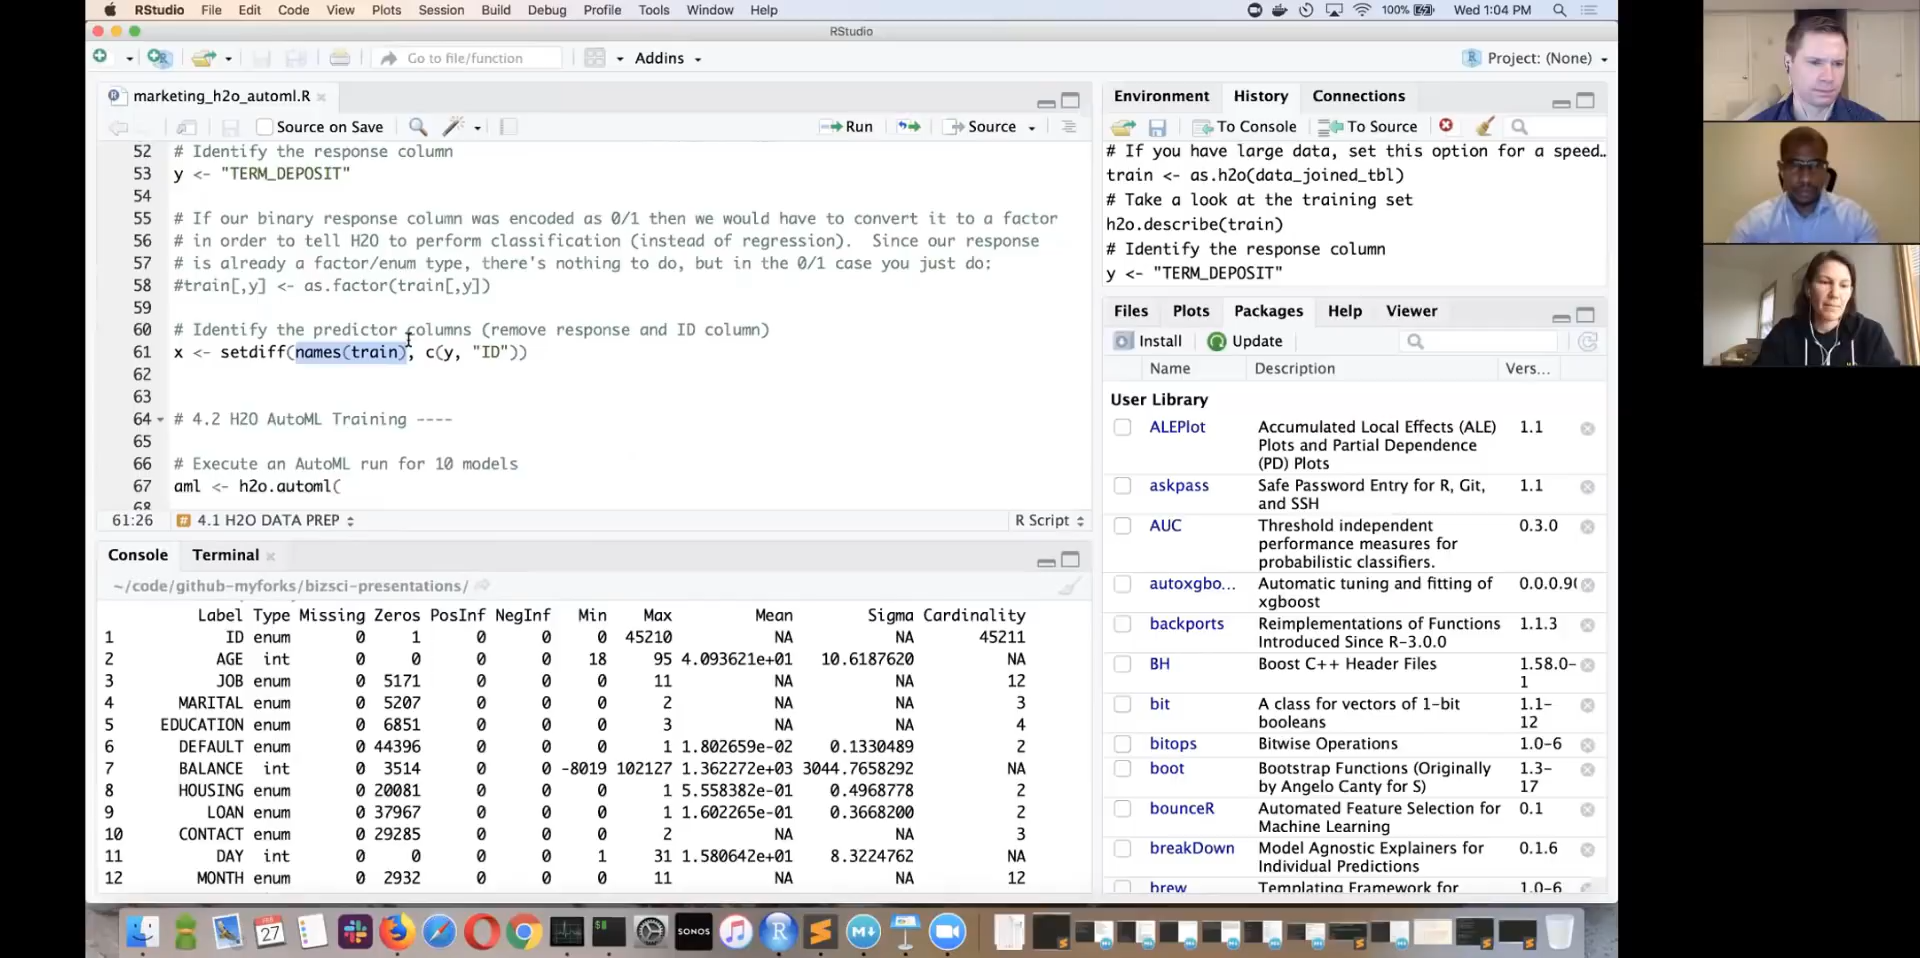 RStudio File Edit Code View Plots Session Build Debug Profile Tools Window Help 100% Wed 1:04 PM
RStudio
Go to file/function Addins Project: (None)
marketing_h2o_automl.R
Source on Save Run Source
52 # Identify the response column
53 y <- "TERM_DEPOSIT"
54
55 # If our binary response column was encoded as 0/1 then we would have to convert it to a factor
56 # in order to tell H2O to perform classification (instead of regression).  Since our response
57 # is already a factor/enum type, there's nothing to do, but in the 0/1 case you just do:
58 #train[,y] <- as.factor(train[,y])
59
60 # Identify the predictor columns (remove response and ID column)
61 x <- setdiff(names(train), c(y, "ID"))
62
63
64 # 4.2 H2O AutoML Training ----
65
66 # Execute an AutoML run for 10 models
67 aml <- h2o.automl(
68
61:26 # 4.1 H2O DATA PREP R Script
Console Terminal
~/code/github-myforks/bizsci-presentations/
Label Type Missing Zeros PosInf NegInf Min Max Mean Sigma Cardinality
1 ID enum 0 1 0 0 0 45210 NA NA 45211
2 AGE int 0 0 0 0 18 95 4.093621e+01 10.6187620 NA
3 JOB enum 0 5171 0 0 0 11 NA NA 12
4 MARITAL enum 0 5207 0 0 0 2 NA NA 3
5 EDUCATION enum 0 6851 0 0 0 3 NA NA 4
6 DEFAULT enum 0 44396 0 0 0 1 1.802659e-02 0.1330489 2
7 BALANCE int 0 3514 0 0 -8019 102127 1.362272e+03 3044.7658292 NA
8 HOUSING enum 0 20081 0 0 0 1 5.558382e-01 0.4968778 2
9 LOAN enum 0 37967 0 0 0 1 1.602265e-01 0.3668200 2
10 CONTACT enum 0 29285 0 0 0 2 NA NA 3
11 DAY int 0 0 0 0 1 31 1.580642e+01 8.3224762 NA
12 MONTH enum 0 2932 0 0 0 11 NA NA 12
Environment History Connections
To Console To Source
# If you have large data, set this option for a speed…
train <- as.h2o(data_joined_tbl)
# Take a look at the training set
h2o.describe(train)
# Identify the response column
y <- "TERM_DEPOSIT"
Files Plots Packages Help Viewer
Install Update
Name Description Vers...
User Library
ALEPlot Accumulated Local Effects (ALE) 1.1
Plots and Partial Dependence
(PD) Plots
askpass Safe Password Entry for R, Git, 1.1
and SSH
AUC Threshold independent 0.3.0
performance measures for
probabilistic classifiers.
autoxgbo... Automatic tuning and fitting of 0.0.0.90
xgboost
backports Reimplementations of Functions 1.1.3
Introduced Since R-3.0.0
BH Boost C++ Header Files 1.58.0-
1
bit A class for vectors of 1-bit 1.1-
booleans 12
bitops Bitwise Operations 1.0-6
boot Bootstrap Functions (Originally 1.3-
by Angelo Canty for S) 17
bounceR Automated Feature Selection for 0.1
Machine Learning
breakDown Model Agnostic Explainers for 0.1.6
Individual Predictions
brew Templating Framework for 1.0-6
27 SONOS R M